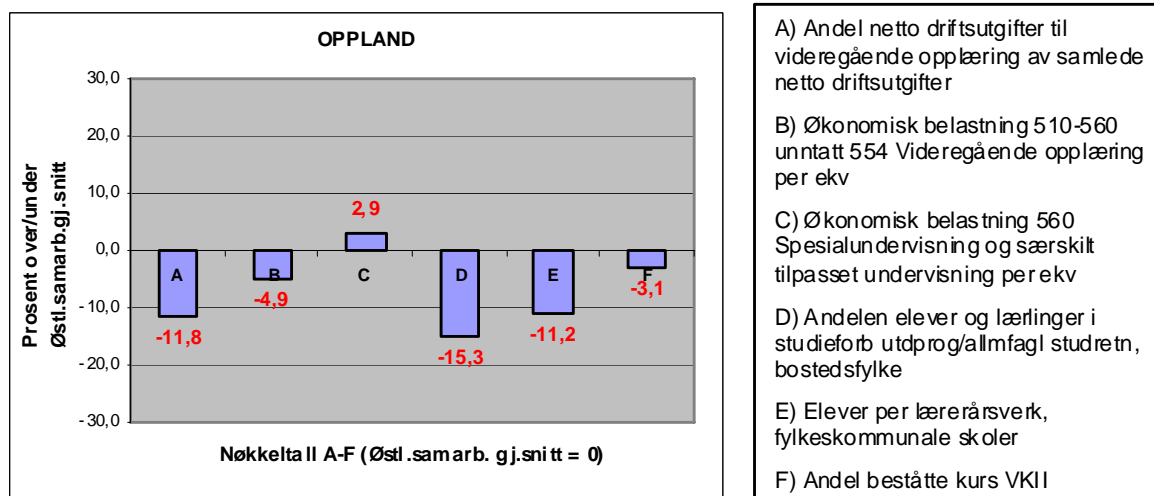 OPPLAND
30,0
20,0
10,0
0,0
-10,0
-20,0
-30,0
Prosent over/under
Østl.samarb.gj.snitt
A
B
C
D
E
F
-11,8
-4,9
2,9
-15,3
-11,2
-3,1
Nøkkeltall A-F (Østl.samarb. gj.snitt = 0)
A) Andel netto driftsutgifter til
videregående opplæring av samlede
netto driftsutgifter
B) Økonomisk belastning 510-560
unntatt 554 Videregående opplæring
per ekv
C) Økonomisk belastning 560
Spesialundervisning og særskilt
tilpasset undervisning per ekv
D) Andelen elever og lærlinger i
studieforb utdprog/allmfagl studretn,
bostedsfylke
E) Elever per lærerårsverk,
fylkeskommunale skoler
F) Andel beståtte kurs VKII